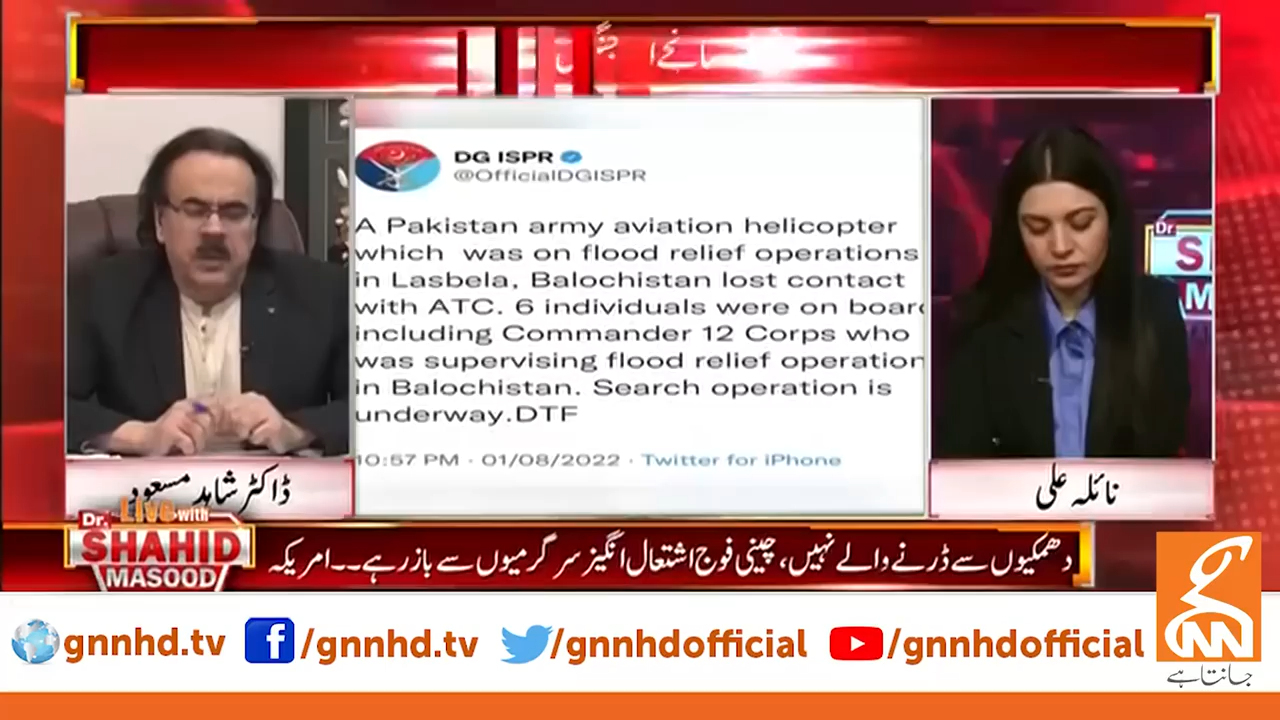 DG ISPR
@OfficialDGISPR
A Pakistan army aviation helicopter
which was on flood relief operations
in Lasbela, Balochistan lost contact
with ATC. 6 individuals were on board
including Commander 12 Corps who
was supervising flood relief operation
in Balochistan. Search operation is
underway.DTF
10:57 PM · 01/08/2022 · Twitter for iPhone
Dr.
S
M
ڈاکٹر شاہد مسعود
نائلہ علی
Dr. Live with
SHAHID
MASOOD
دھمکیوں سے ڈرنے والے نہیں، چینی فوج اشتعال انگیز سرگرمیوں سے باز رہے۔۔امریکہ
gnnhd.tv
/gnnhd.tv
/gnnhdofficial
/gnnhdofficial
GNN
جانتا ہے